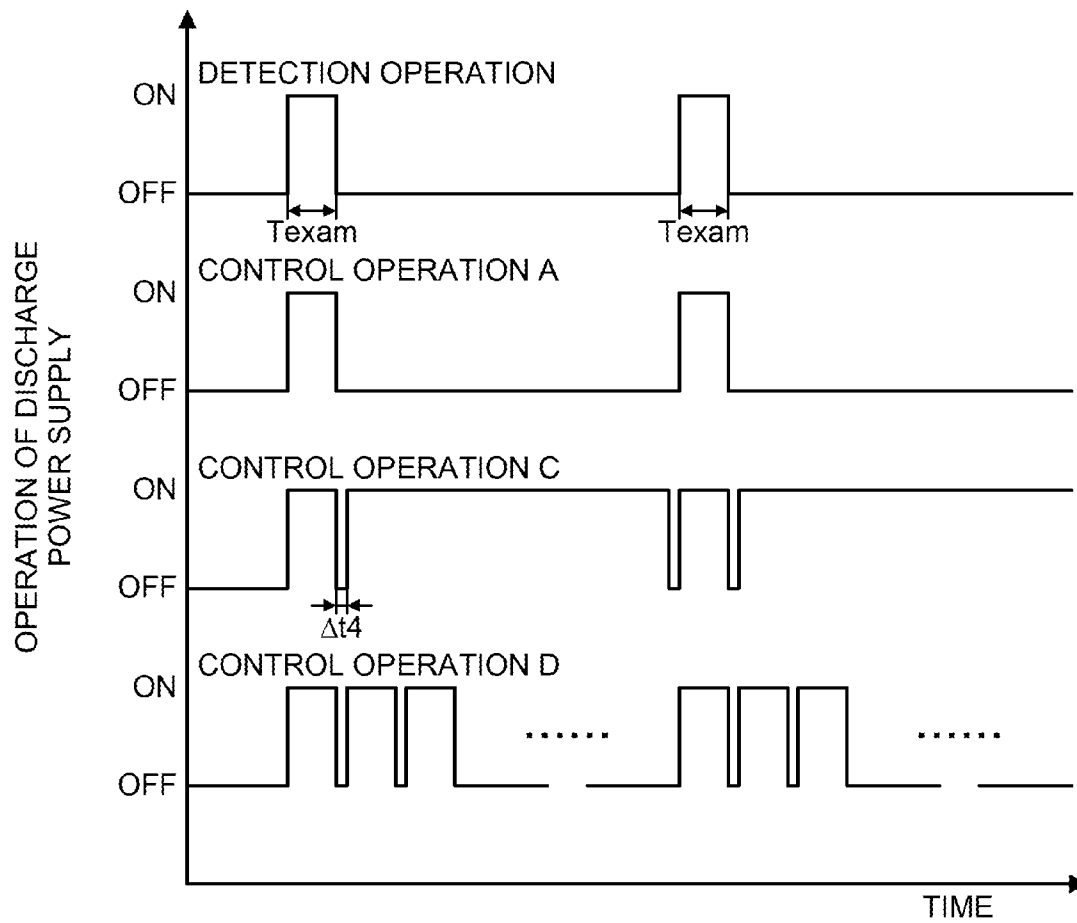 DETECTION OPERATION
ON
OFF
Texam
Texam
CONTROL OPERATION A
ON
OFF
CONTROL OPERATION C
ON
OFF
Δt4
CONTROL OPERATION D
ON
OFF
OPERATION OF DISCHARGE
POWER SUPPLY
TIME